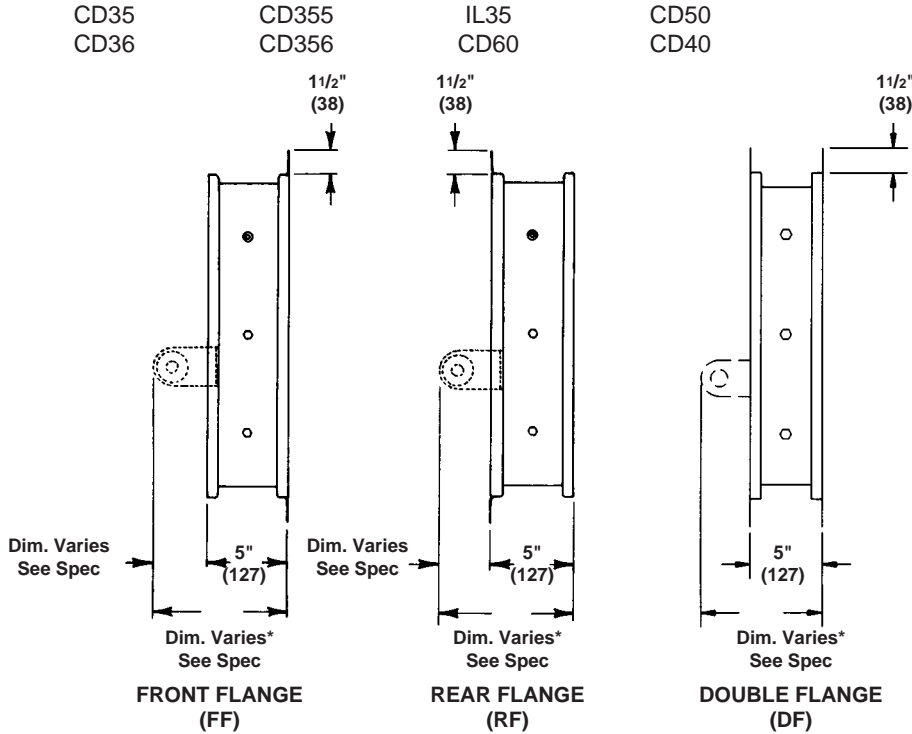 CD35 CD355 IL35 CD50
CD36 CD356 CD60 CD40
1 1/2" 1 1/2" 1 1/2"
(38) (38) (38)
Dim. Varies 5" Dim. Varies 5" 5"
See Spec (127) See Spec (127) (127)
Dim. Varies* Dim. Varies* Dim. Varies*
See Spec See Spec See Spec
FRONT FLANGE REAR FLANGE DOUBLE FLANGE
(FF) (RF) (DF)